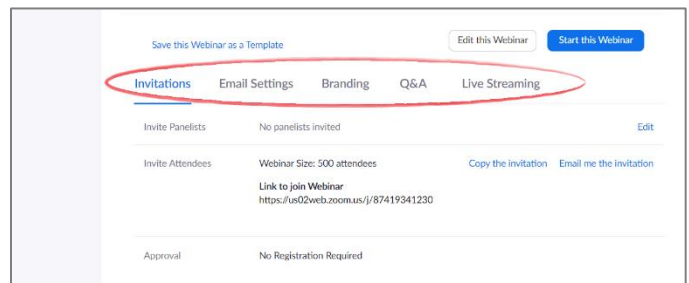 Save this Webinar as a Template Edit this Webinar Start this Webinar
Invitations Email Settings Branding Q&A Live Streaming
Invite Panelists No panelists invited Edit
Invite Attendees Webinar Size: 500 attendees Copy the invitation Email me the invitation
Link to join Webinar
https://us02web.zoom.us/j/87419341230
Approval No Registration Required